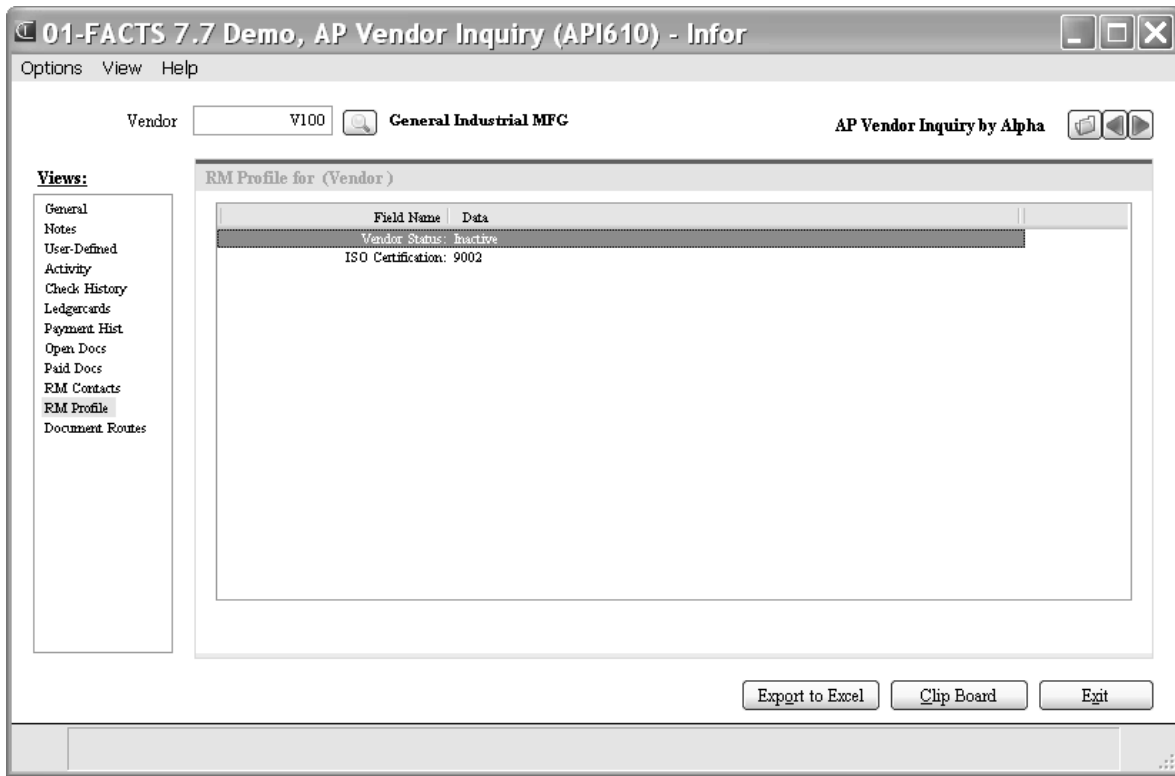 01-FACTS 7.7 Demo, AP Vendor Inquiry (API610) - Infor
Options View Help
Vendor V100 General Industrial MFG AP Vendor Inquiry by Alpha
Views:
RM Profile for (Vendor )
General
Notes
User-Defined
Activity
Check History
Ledgercards
Payment Hist
Open Docs
Paid Docs
RM Contacts
RM Profile
Document Routes
Field Name Data
Vendor Status: Inactive
ISO Certification: 9002
Export to Excel Clip Board Exit